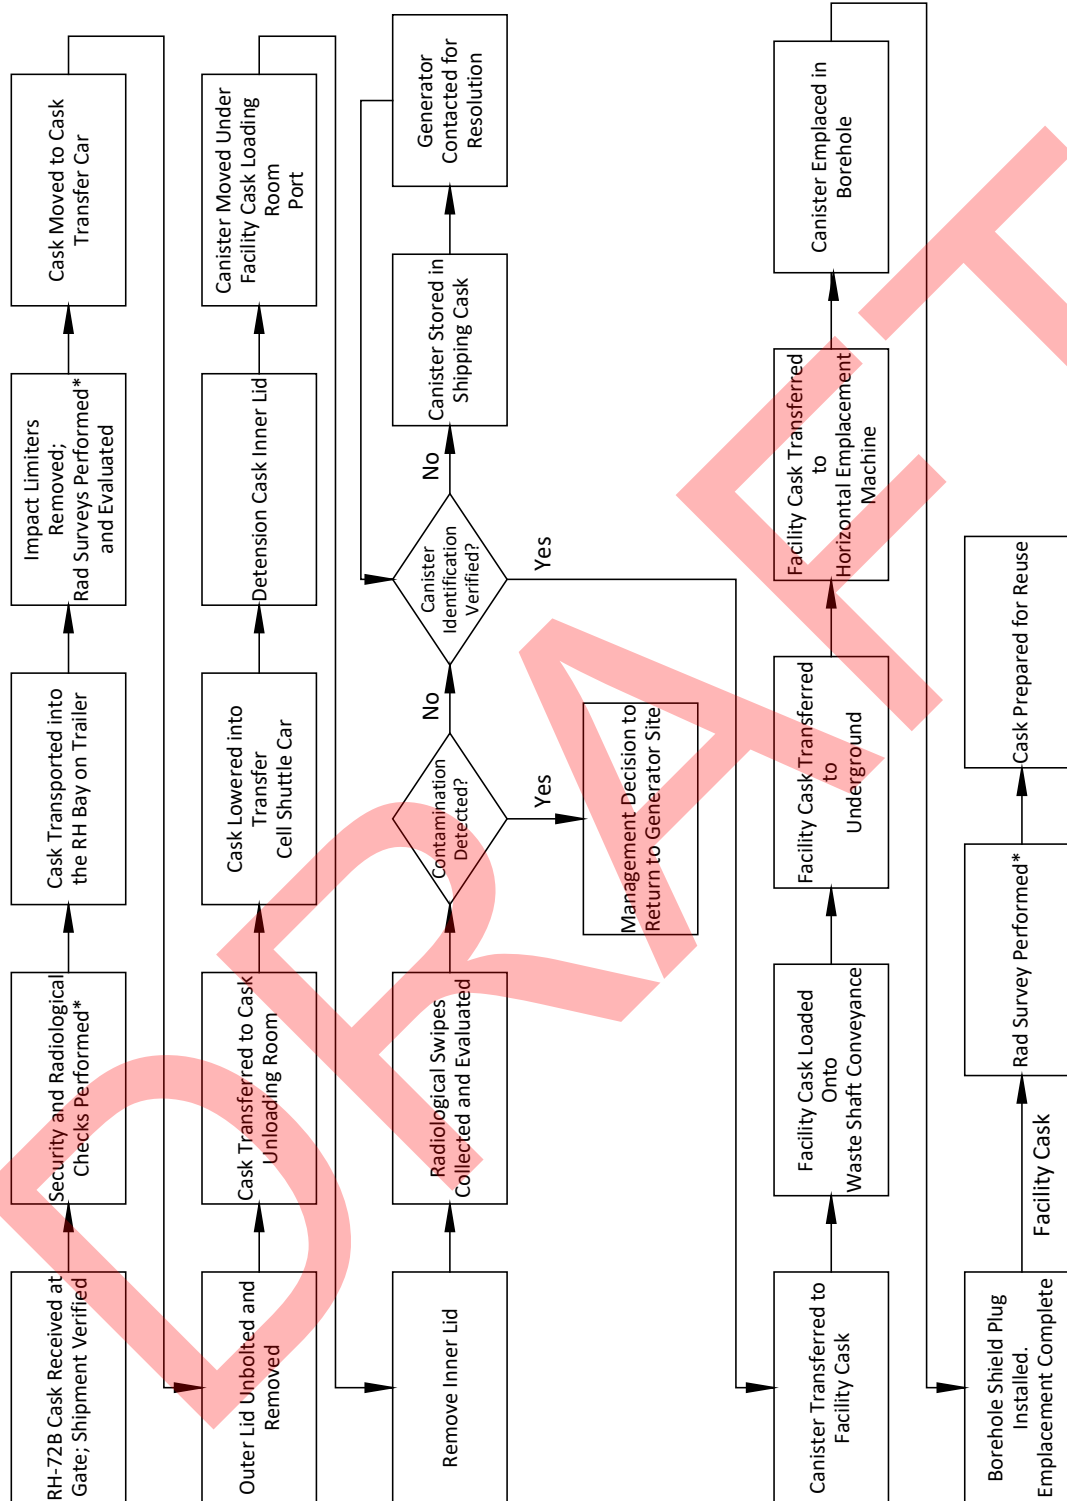 RH-72B Cask Received at
Gate; Shipment Verified
Security and Radiological
Checks Performed*
Cask Transported into
the RH Bay on Trailer
Impact Limiters
Removed;
Rad Surveys Performed*
and Evaluated
Cask Moved to Cask
Transfer Car
Outer Lid Unbolted and
Removed
Cask Transferred to Cask
Unloading Room
Cask Lowered into
Transfer
Cell Shuttle Car
Detension Cask Inner Lid
Canister Moved Under
Facility Cask Loading
Room
Port
Remove Inner Lid
Radiological Swipes
Collected and Evaluated
Contamination
Detected?
No
Yes
Management Decision to
Return to Generator Site
Canister
Identification
Verified?
No
Yes
Canister Stored in
Shipping Cask
Generator
Contacted for
Resolution
Canister Transferred to
Facility Cask
Facility Cask Loaded
Onto
Waste Shaft Conveyance
Facility Cask Transferred
to
Underground
Facility Cask Transferred
to
Horizontal Emplacement
Machine
Canister Emplaced in
Borehole
Borehole Shield Plug
Installed.
Emplacement Complete
Facility Cask
Rad Survey Performed*
Cask Prepared for Reuse
DRAFT